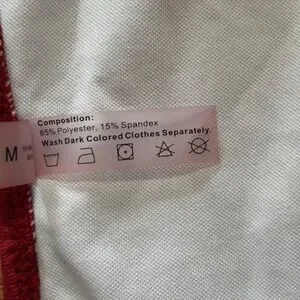 Composition:
85% Polyester, 15% Spandex
Wash Dark Colored Clothes Separately.
M